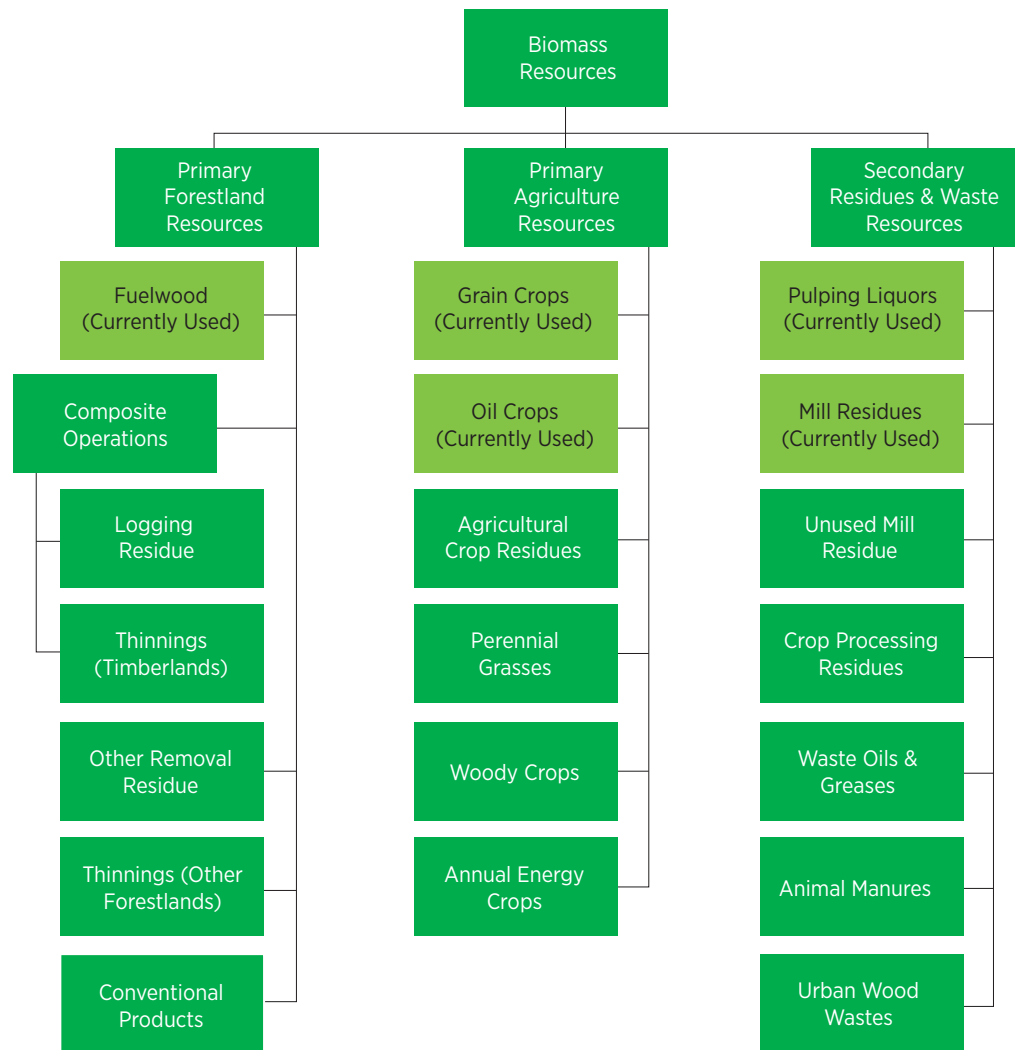 Biomass
Resources
Primary
Forestland
Resources
Fuelwood
(Currently Used)
Composite
Operations
Logging
Residue
Thinnings
(Timberlands)
Other Removal
Residue
Thinnings (Other
Forestlands)
Conventional
Products
Primary
Agriculture
Resources
Grain Crops
(Currently Used)
Oil Crops
(Currently Used)
Agricultural
Crop Residues
Perennial
Grasses
Woody Crops
Annual Energy
Crops
Secondary
Residues & Waste
Resources
Pulping Liquors
(Currently Used)
Mill Residues
(Currently Used)
Unused Mill
Residue
Crop Processing
Residues
Waste Oils &
Greases
Animal Manures
Urban Wood
Wastes